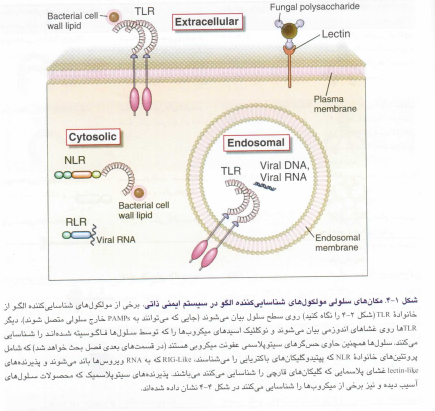 Bacterial cell
wall lipid
TLR
Extracellular
Fungal polysaccharide
Lectin
Plasma
membrane
Cytosolic
NLR
Bacterial cell
wall lipid
RLR
Viral RNA
Endosomal
TLR
Viral DNA,
Viral RNA
Endosomal
membrane
شکل ۱-۴. مکان‌های سلولی مولکول‌های شناسایی‌کننده الگو در سیستم ایمنی ذاتی. برخی از مولکول‌های شناسایی‌کننده الگو از
خانوادهٔ TLR (شکل ۲-۴ را نگاه کنید) روی سطح سلول بیان می‌شوند (جایی که می‌توانند به PAMPs خارج سلولی متصل شوند). دیگر
TLRها روی غشاهای اندوزمی بیان می‌شوند و نوکلئیک اسیدهای میکروب‌ها را که توسط سلول‌ها فاگوسیته شده‌اند را شناسایی
می‌کنند. سلول‌ها همچنین حاوی حس‌گرهای سیتوپلاسمی عفونت میکروبی هستند (در قسمت‌های بعدی فصل بحث خواهد شد) که شامل
پروتئین‌های خانوادهٔ NLR که پپتیدوگلیکان‌های باکتریایی را می‌شناسند، RIG-Like که به RNA ویروس‌ها باند می‌شوند و پذیرنده‌های
lectin-like غشای پلاسمایی که گلیکان‌های قارچی را شناسایی می‌کنند می‌باشند. پذیرنده‌های سیتوپلاسمیک که محصولات سلول‌های
آسیب دیده و نیز برخی از میکروب‌ها را شناسایی می‌کنند در شکل ۴-۴ نشان داده شده‌اند.